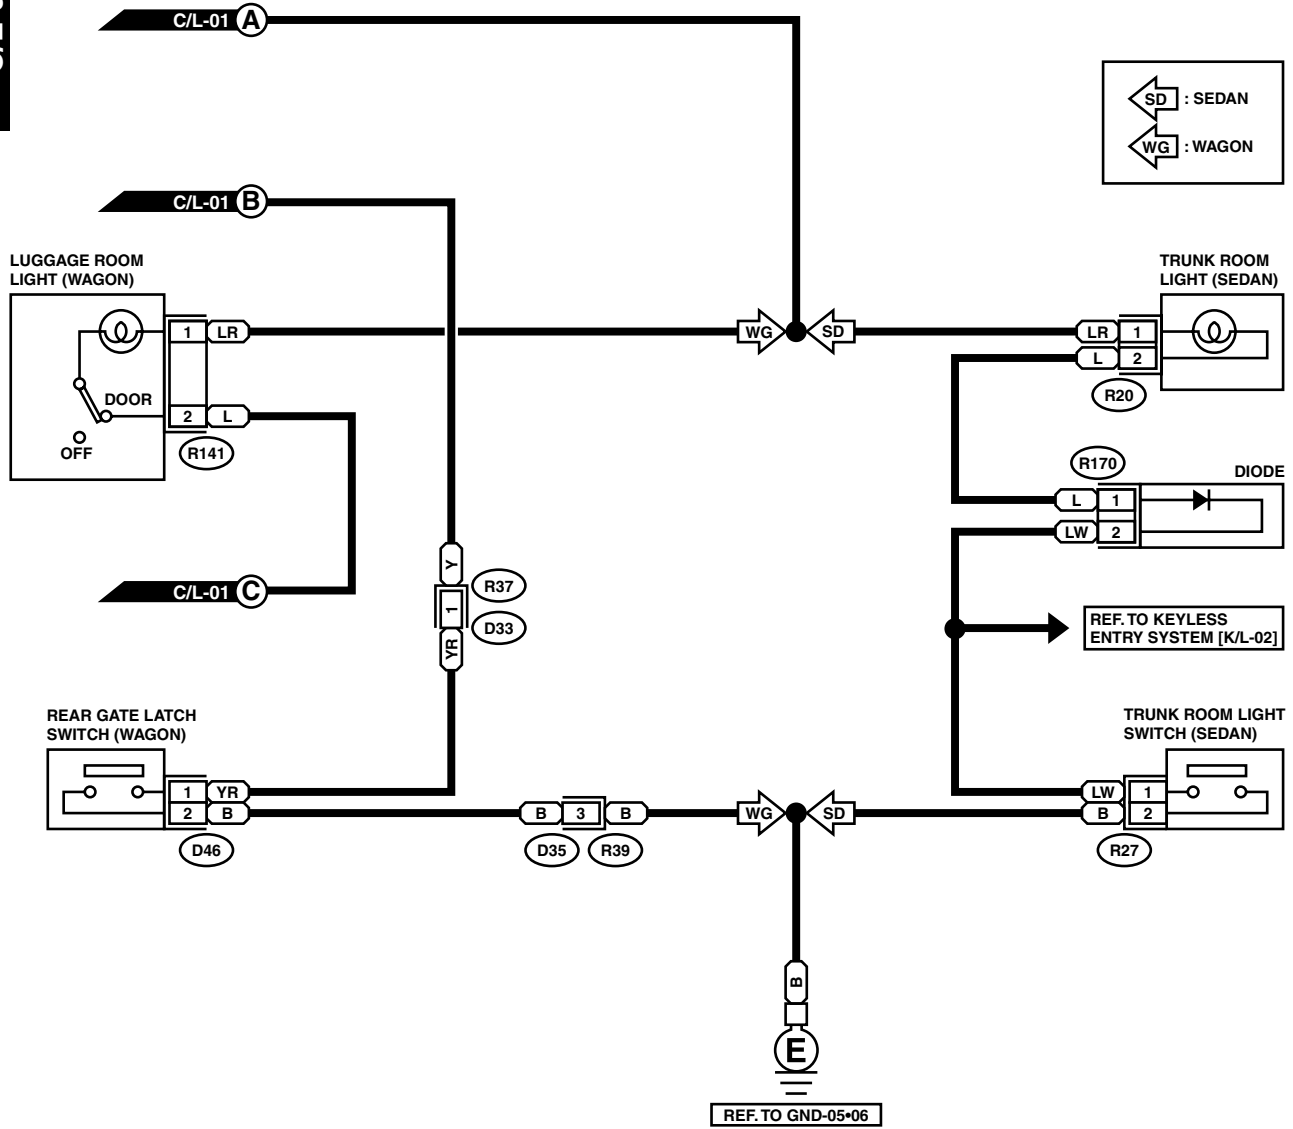 C/L-01 A
SD : SEDAN
WG : WAGON
C/L-01 B
LUGGAGE ROOM
LIGHT (WAGON)
TRUNK ROOM
LIGHT (SEDAN)
1 LR
WG
SD
LR 1
L 2
DOOR
2 L
OFF
R141
R20
R170
DIODE
L 1
LW 2
C/L-01 C
Y
R37
1
D33
YR
REF. TO KEYLESS
ENTRY SYSTEM [K/L-02]
REAR GATE LATCH
SWITCH (WAGON)
TRUNK ROOM LIGHT
SWITCH (SEDAN)
1 YR
2 B
B 3 B
WG
SD
LW 1
B 2
D46
D35
R39
R27
B
E
REF. TO GND-05•06